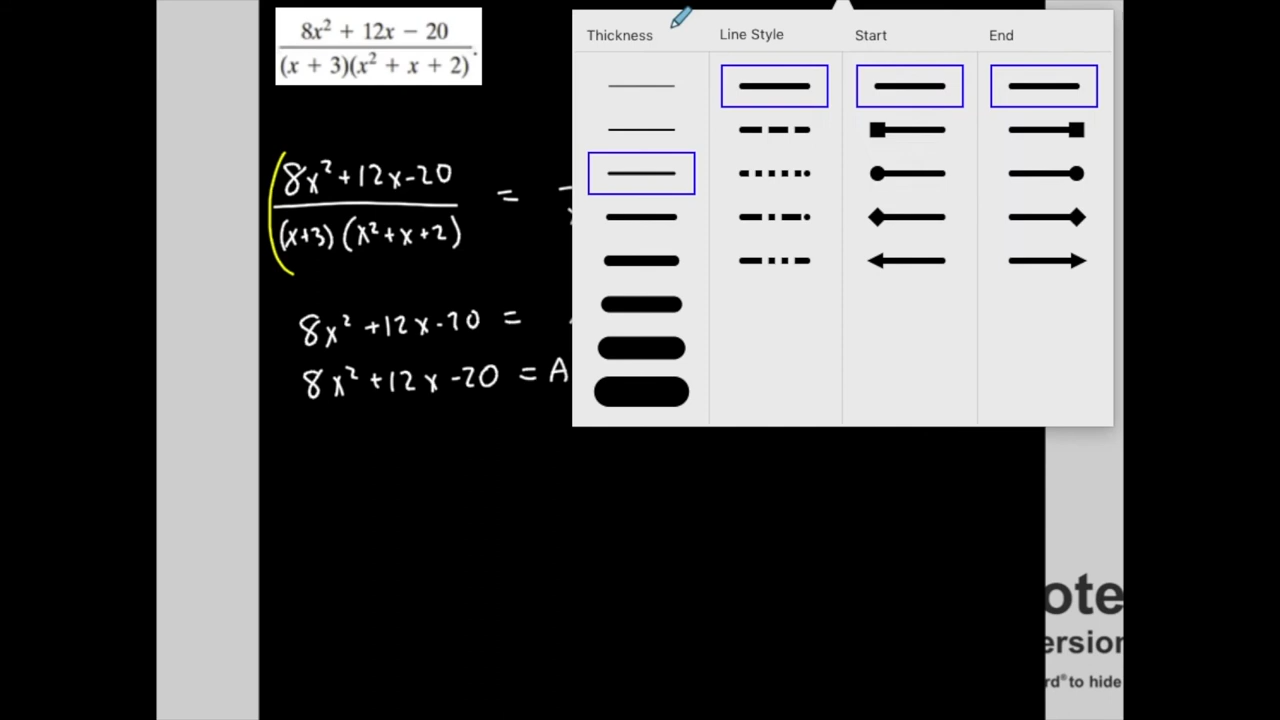 8x² + 12x − 20
(x + 3)(x² + x + 2)
.
Thickness Line Style Start End
8x²+12x-20
(x+3)(x²+x+2)
=
8x²+12x-20 =
8x²+12x-20 = A
ote
ersion
rd® to hide